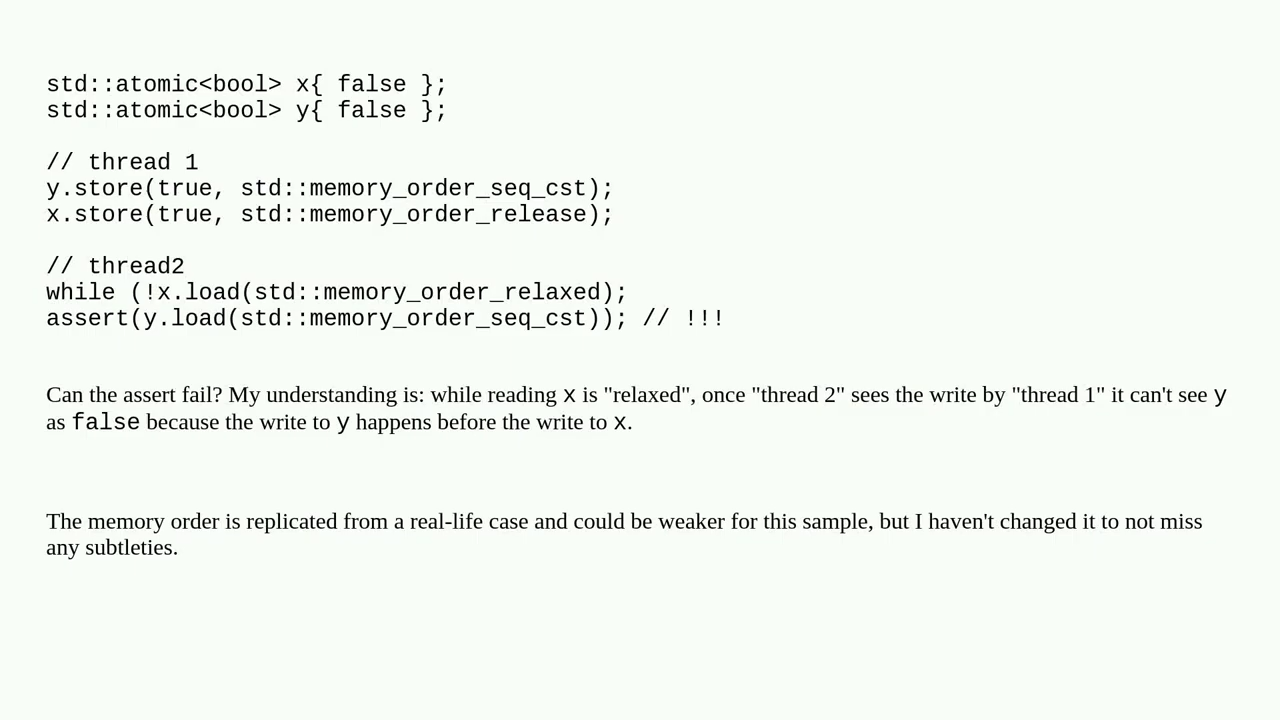 std::atomic<bool> x{ false };
std::atomic<bool> y{ false };
// thread 1
y.store(true, std::memory_order_seq_cst);
x.store(true, std::memory_order_release);
// thread2
while (!x.load(std::memory_order_relaxed);
assert(y.load(std::memory_order_seq_cst)); // !!!
Can the assert fail? My understanding is: while reading x is "relaxed", once "thread 2" sees the write by "thread 1" it can't see y
as false because the write to y happens before the write to x.
The memory order is replicated from a real-life case and could be weaker for this sample, but I haven't changed it to not miss
any subtleties.